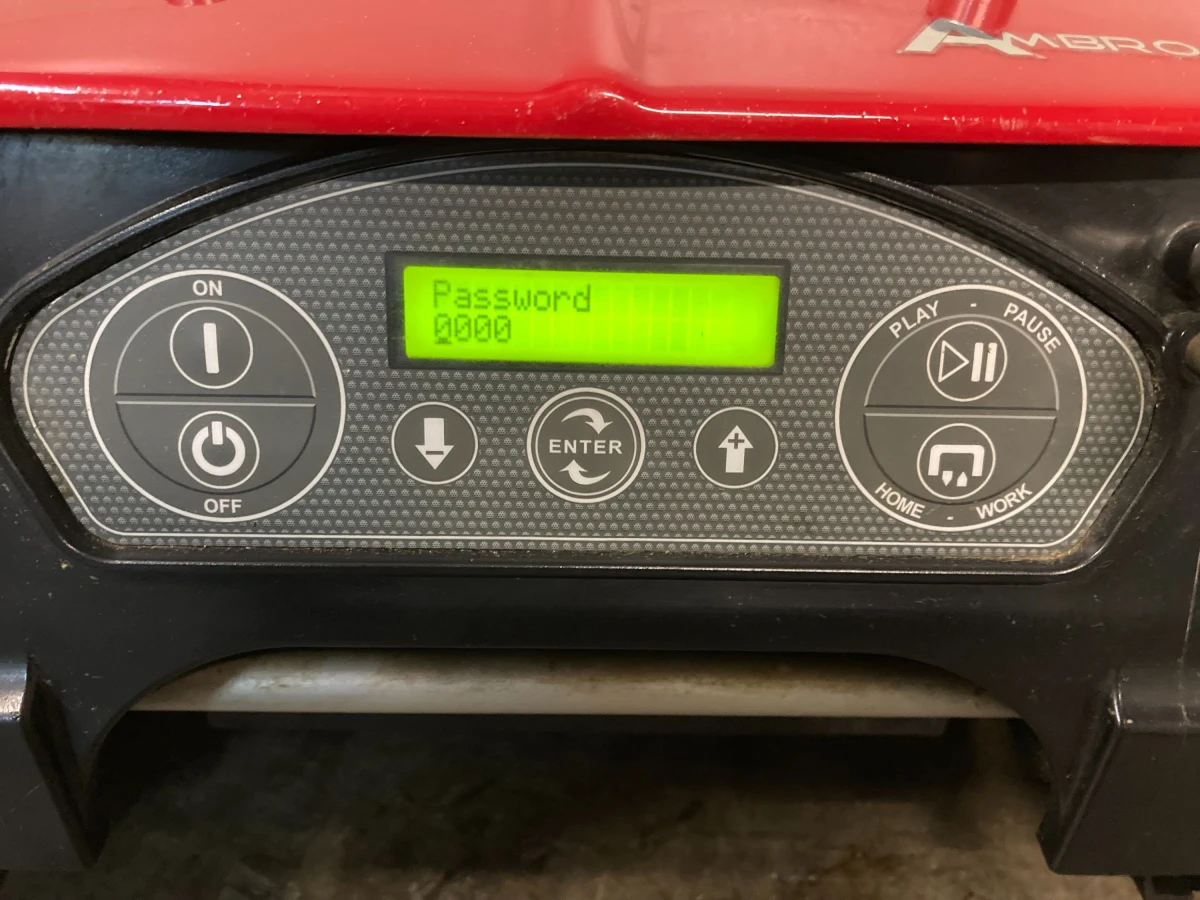 AMBRO
Password
0000
ON
OFF
ENTER
PLAY - PAUSE
HOME - WORK